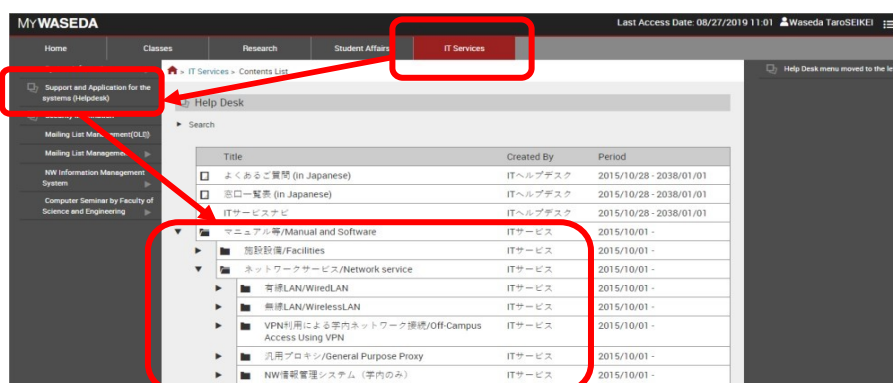 MYWASEDA
Last Access Date: 08/27/2019 11:01 Waseda TaroSEIKEI
Home Classes Research Student Affairs IT Services
IT Services » Contents List
Help Desk menu moved to the le
Support and Application for the
systems (Helpdesk)
Help Desk
Search
Mailing List Management(OLD)
Mailing List Management
NW Information Management
System
Computer Seminar by Faculty of
Science and Engineering
Title Created By Period
よくあるご質問 (in Japanese) ITヘルプデスク 2015/10/28 - 2038/01/01
窓口一覧表 (in Japanese) ITヘルプデスク 2015/10/28 - 2038/01/01
ITサービスナビ ITヘルプデスク 2015/10/28 - 2038/01/01
マニュアル等/Manual and Software ITサービス 2015/10/01 -
施設設備/Facilities ITサービス 2015/10/01 -
ネットワークサービス/Network service ITサービス 2015/10/01 -
有線LAN/WiredLAN ITサービス 2015/10/01 -
無線LAN/WirelessLAN ITサービス 2015/10/01 -
VPN利用による学内ネットワーク接続/Off-Campus
Access Using VPN ITサービス 2015/10/01 -
汎用プロキシ/General Purpose Proxy ITサービス 2015/10/01 -
NW情報管理システム（学内のみ） ITサービス 2015/10/01 -